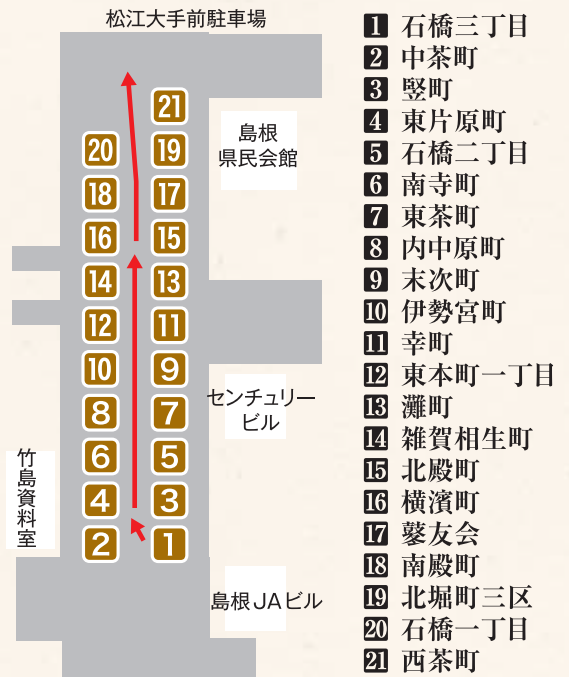 松江大手前駐車場
21
20 19
18 17
16 15
14 13
12 11
10 9
8 7
6 5
4 3
2 1
島根
県民会館
センチュリー
ビル
竹島資料室
島根JAビル
1 石橋三丁目
2 中茶町
3 竪町
4 東片原町
5 石橋二丁目
6 南寺町
7 東茶町
8 内中原町
9 末次町
10 伊勢宮町
11 幸町
12 東本町一丁目
13 灘町
14 雑賀相生町
15 北殿町
16 横濱町
17 鼕友会
18 南殿町
19 北堀町三区
20 石橋一丁目
21 西茶町